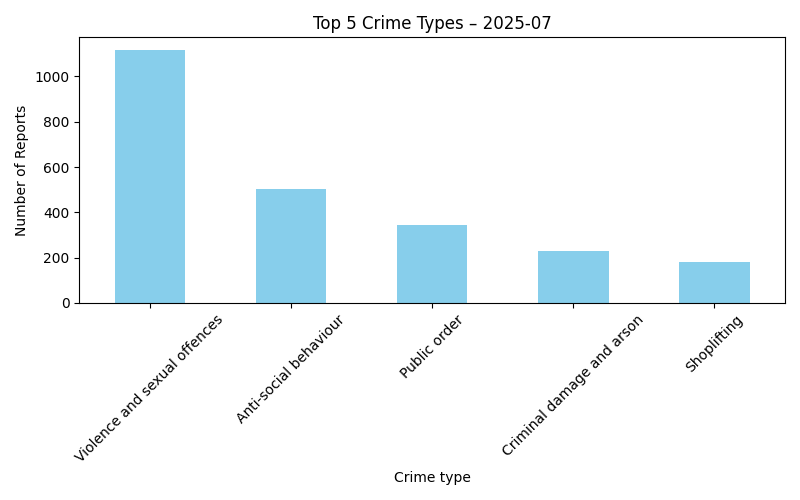 Top 5 Crime Types – 2025-07
Number of Reports
1000
800
600
400
200
0
Violence and sexual offences
Anti-social behaviour
Public order
Criminal damage and arson
Shoplifting
Crime type